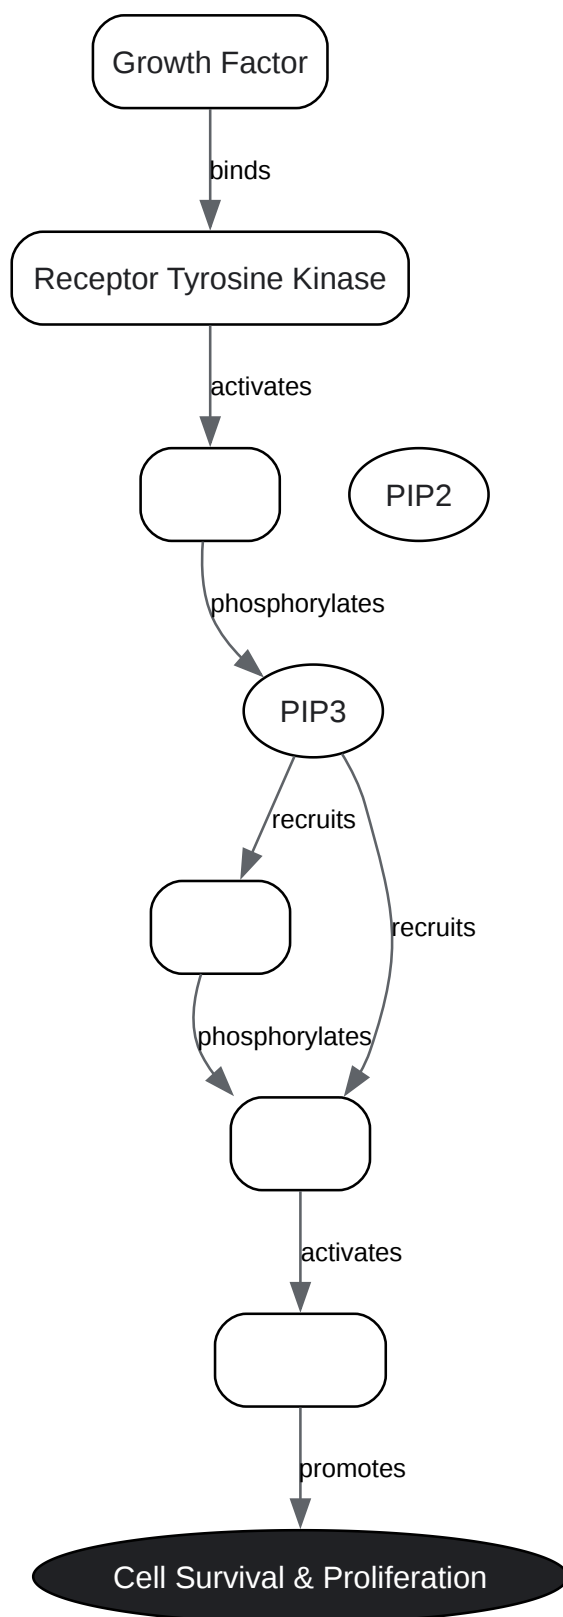 Growth Factor
binds
Receptor Tyrosine Kinase
activates
PIP2
phosphorylates
PIP3
recruits
recruits
phosphorylates
activates
promotes
Cell Survival & Proliferation